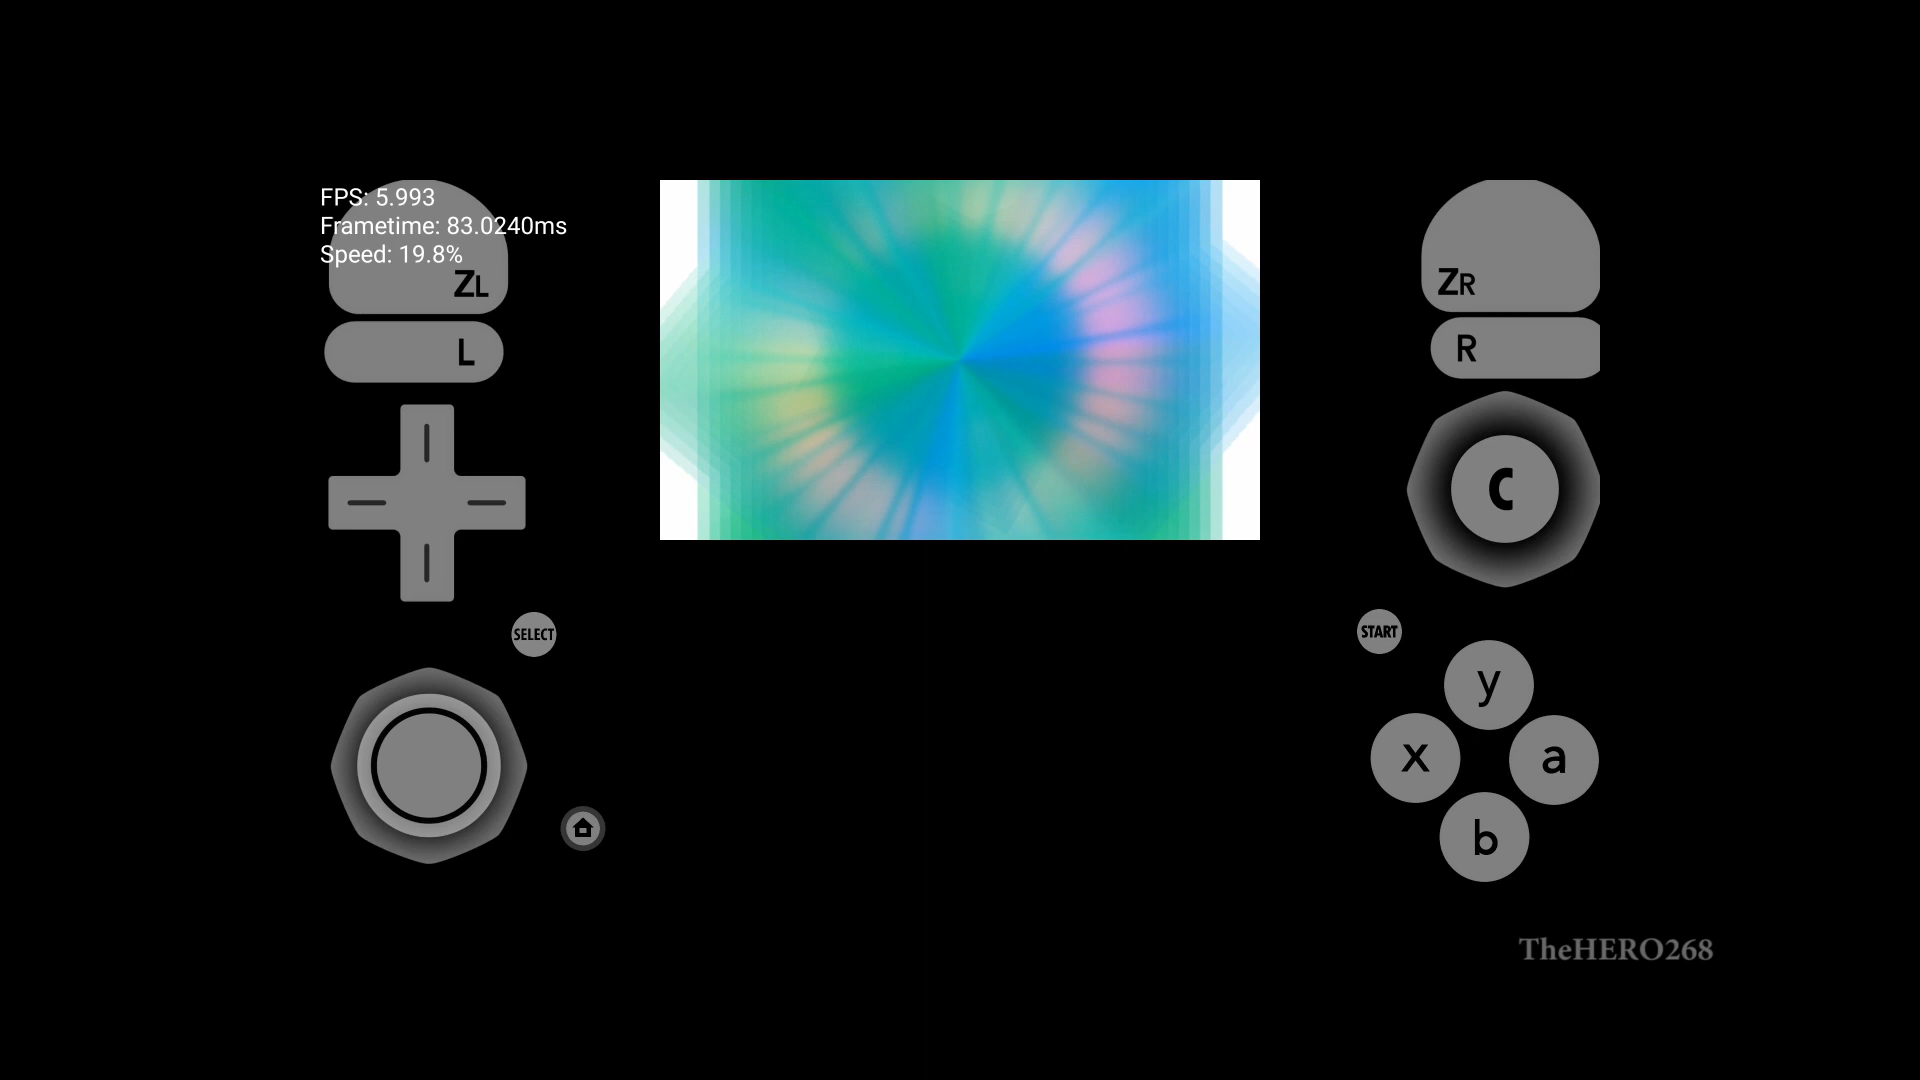 FPS: 5.993
Frametime: 83.0240ms
Speed: 19.8%
ZL
ZR
L
R
C
SELECT
START
y
x
a
b
TheHERO268